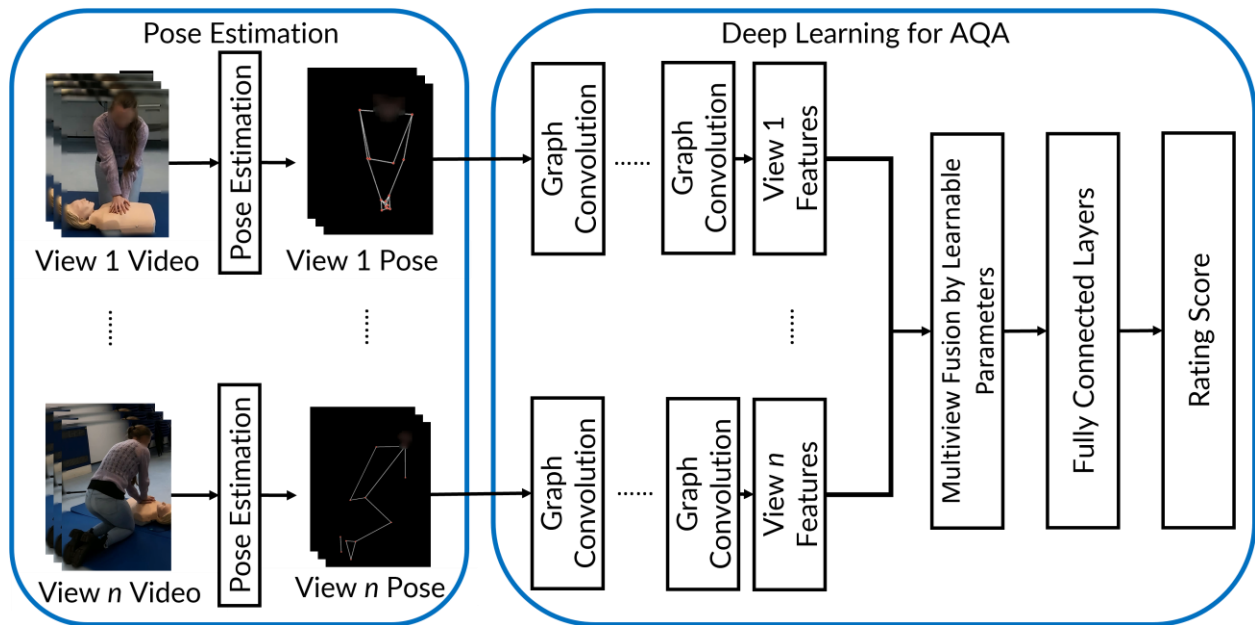 Pose Estimation
Deep Learning for AQA
Pose Estimation
View 1 Video
View 1 Pose
Graph
Convolution
......
Graph
Convolution
View 1
Features
......
......
......
Pose Estimation
View n Video
View n Pose
Graph
Convolution
......
Graph
Convolution
View n
Features
Multiview Fusion by Learnable
Parameters
Fully Connected Layers
Rating Score